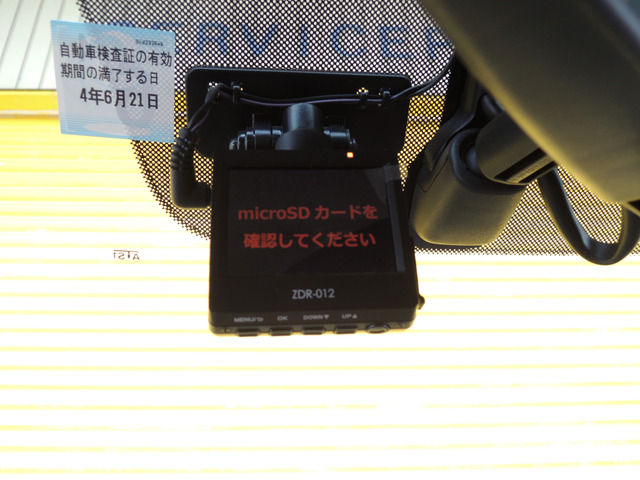 SERVICE
自動車検査証の有効
期間の満了する日
4年6月21日
microSD カードを
確認してください
ZDR-012
MENU/⮌ OK DOWN▼ UP▲